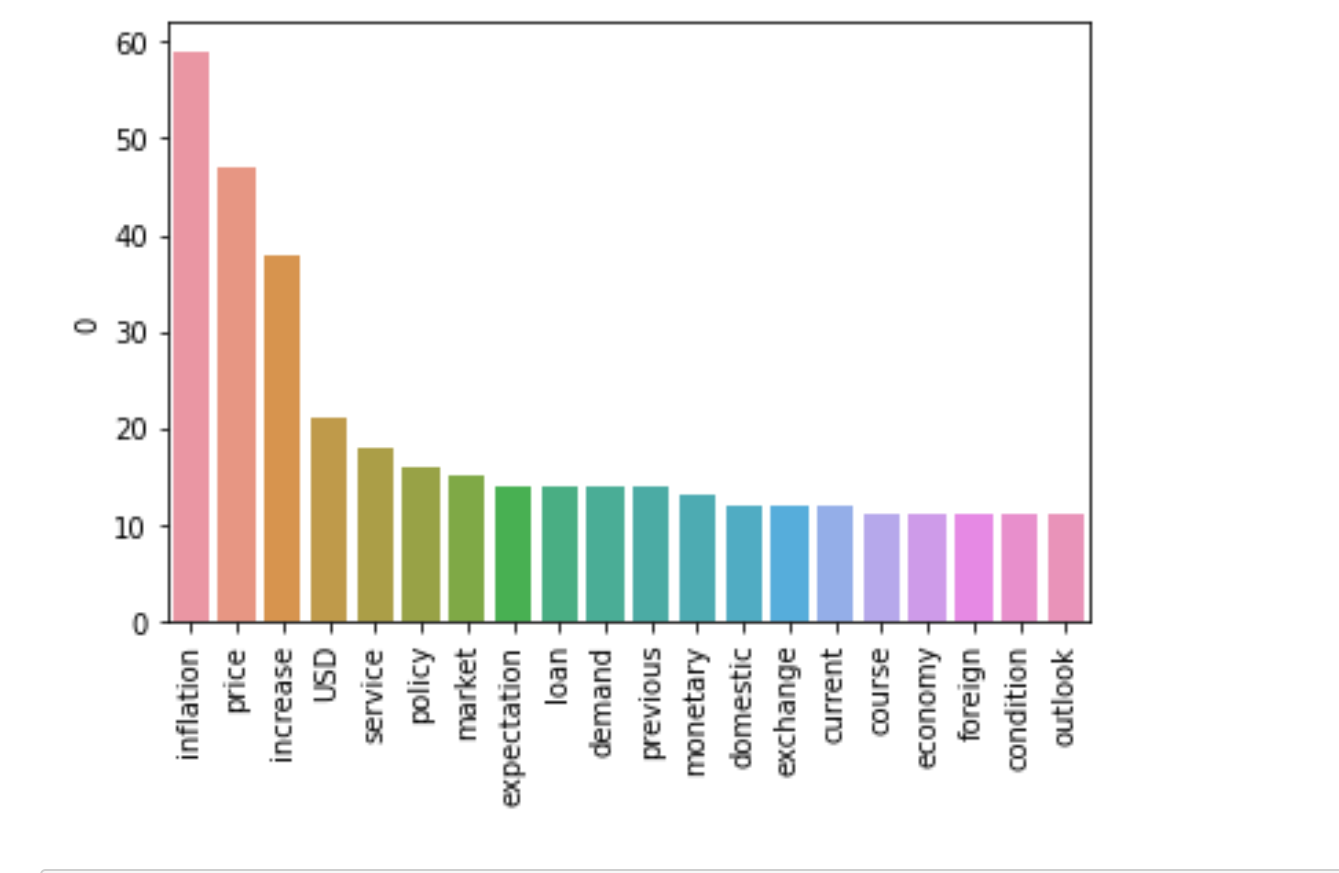 60
50
40
30
20
10
0
0
inflation
price
increase
USD
service
policy
market
expectation
loan
demand
previous
monetary
domestic
exchange
current
course
economy
foreign
condition
outlook